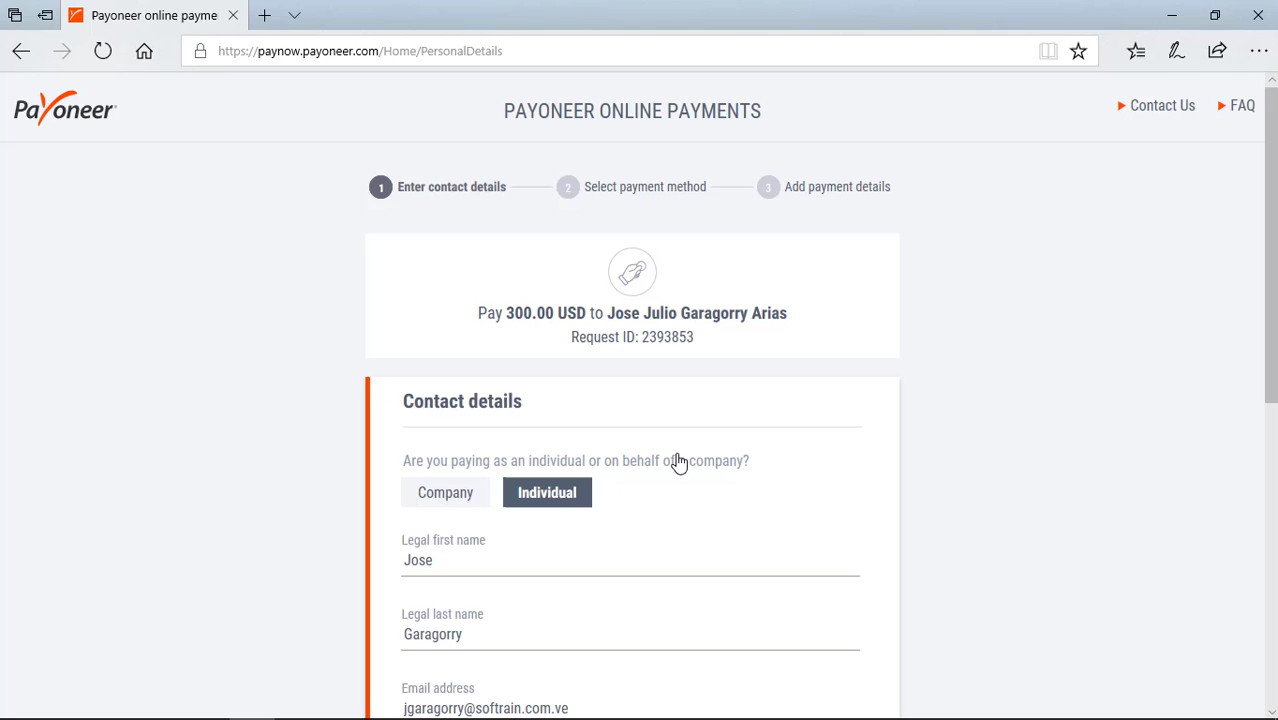 Payoneer online payme
https://paynow.payoneer.com/Home/PersonalDetails
Payoneer
PAYONEER ONLINE PAYMENTS
Contact Us
FAQ
1 Enter contact details
2 Select payment method
3 Add payment details
Pay 300.00 USD to Jose Julio Garagorry Arias
Request ID: 2393853
Contact details
Are you paying as an individual or on behalf of company?
Company
Individual
Legal first name
Jose
Legal last name
Garagorry
Email address
jgaragorry@softrain.com.ve